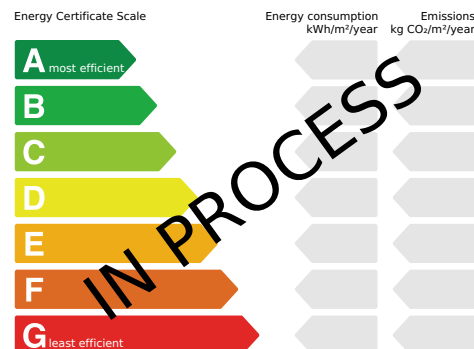 Energy Certificate Scale
Energy consumption
kWh/m²/year
Emissions
kg CO₂/m²/year
A most efficient
B
C
D
E
F
G least efficient
IN PROCESS